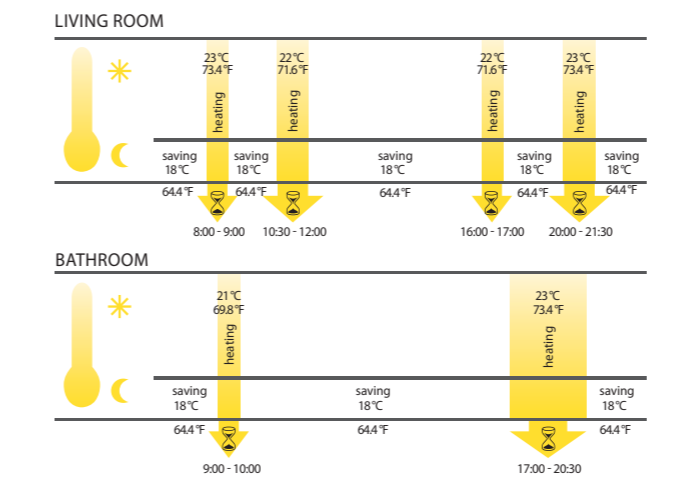 LIVING ROOM
23°C 22°C 22°C 23°C
73.4°F 71.6°F 71.6°F 73.4°F
heating heating heating heating
saving saving saving saving saving
18°C 18°C 18°C 18°C 18°C
64.4°F 64.4°F 64.4°F 64.4°F 64.4°F
8:00 - 9:00 10:30 - 12:00 16:00 - 17:00 20:00 - 21:30
BATHROOM
21°C 23°C
69.8°F 73.4°F
heating heating
saving saving saving
18°C 18°C 18°C
64.4°F 64.4°F 64.4°F
9:00 - 10:00 17:00 - 20:30